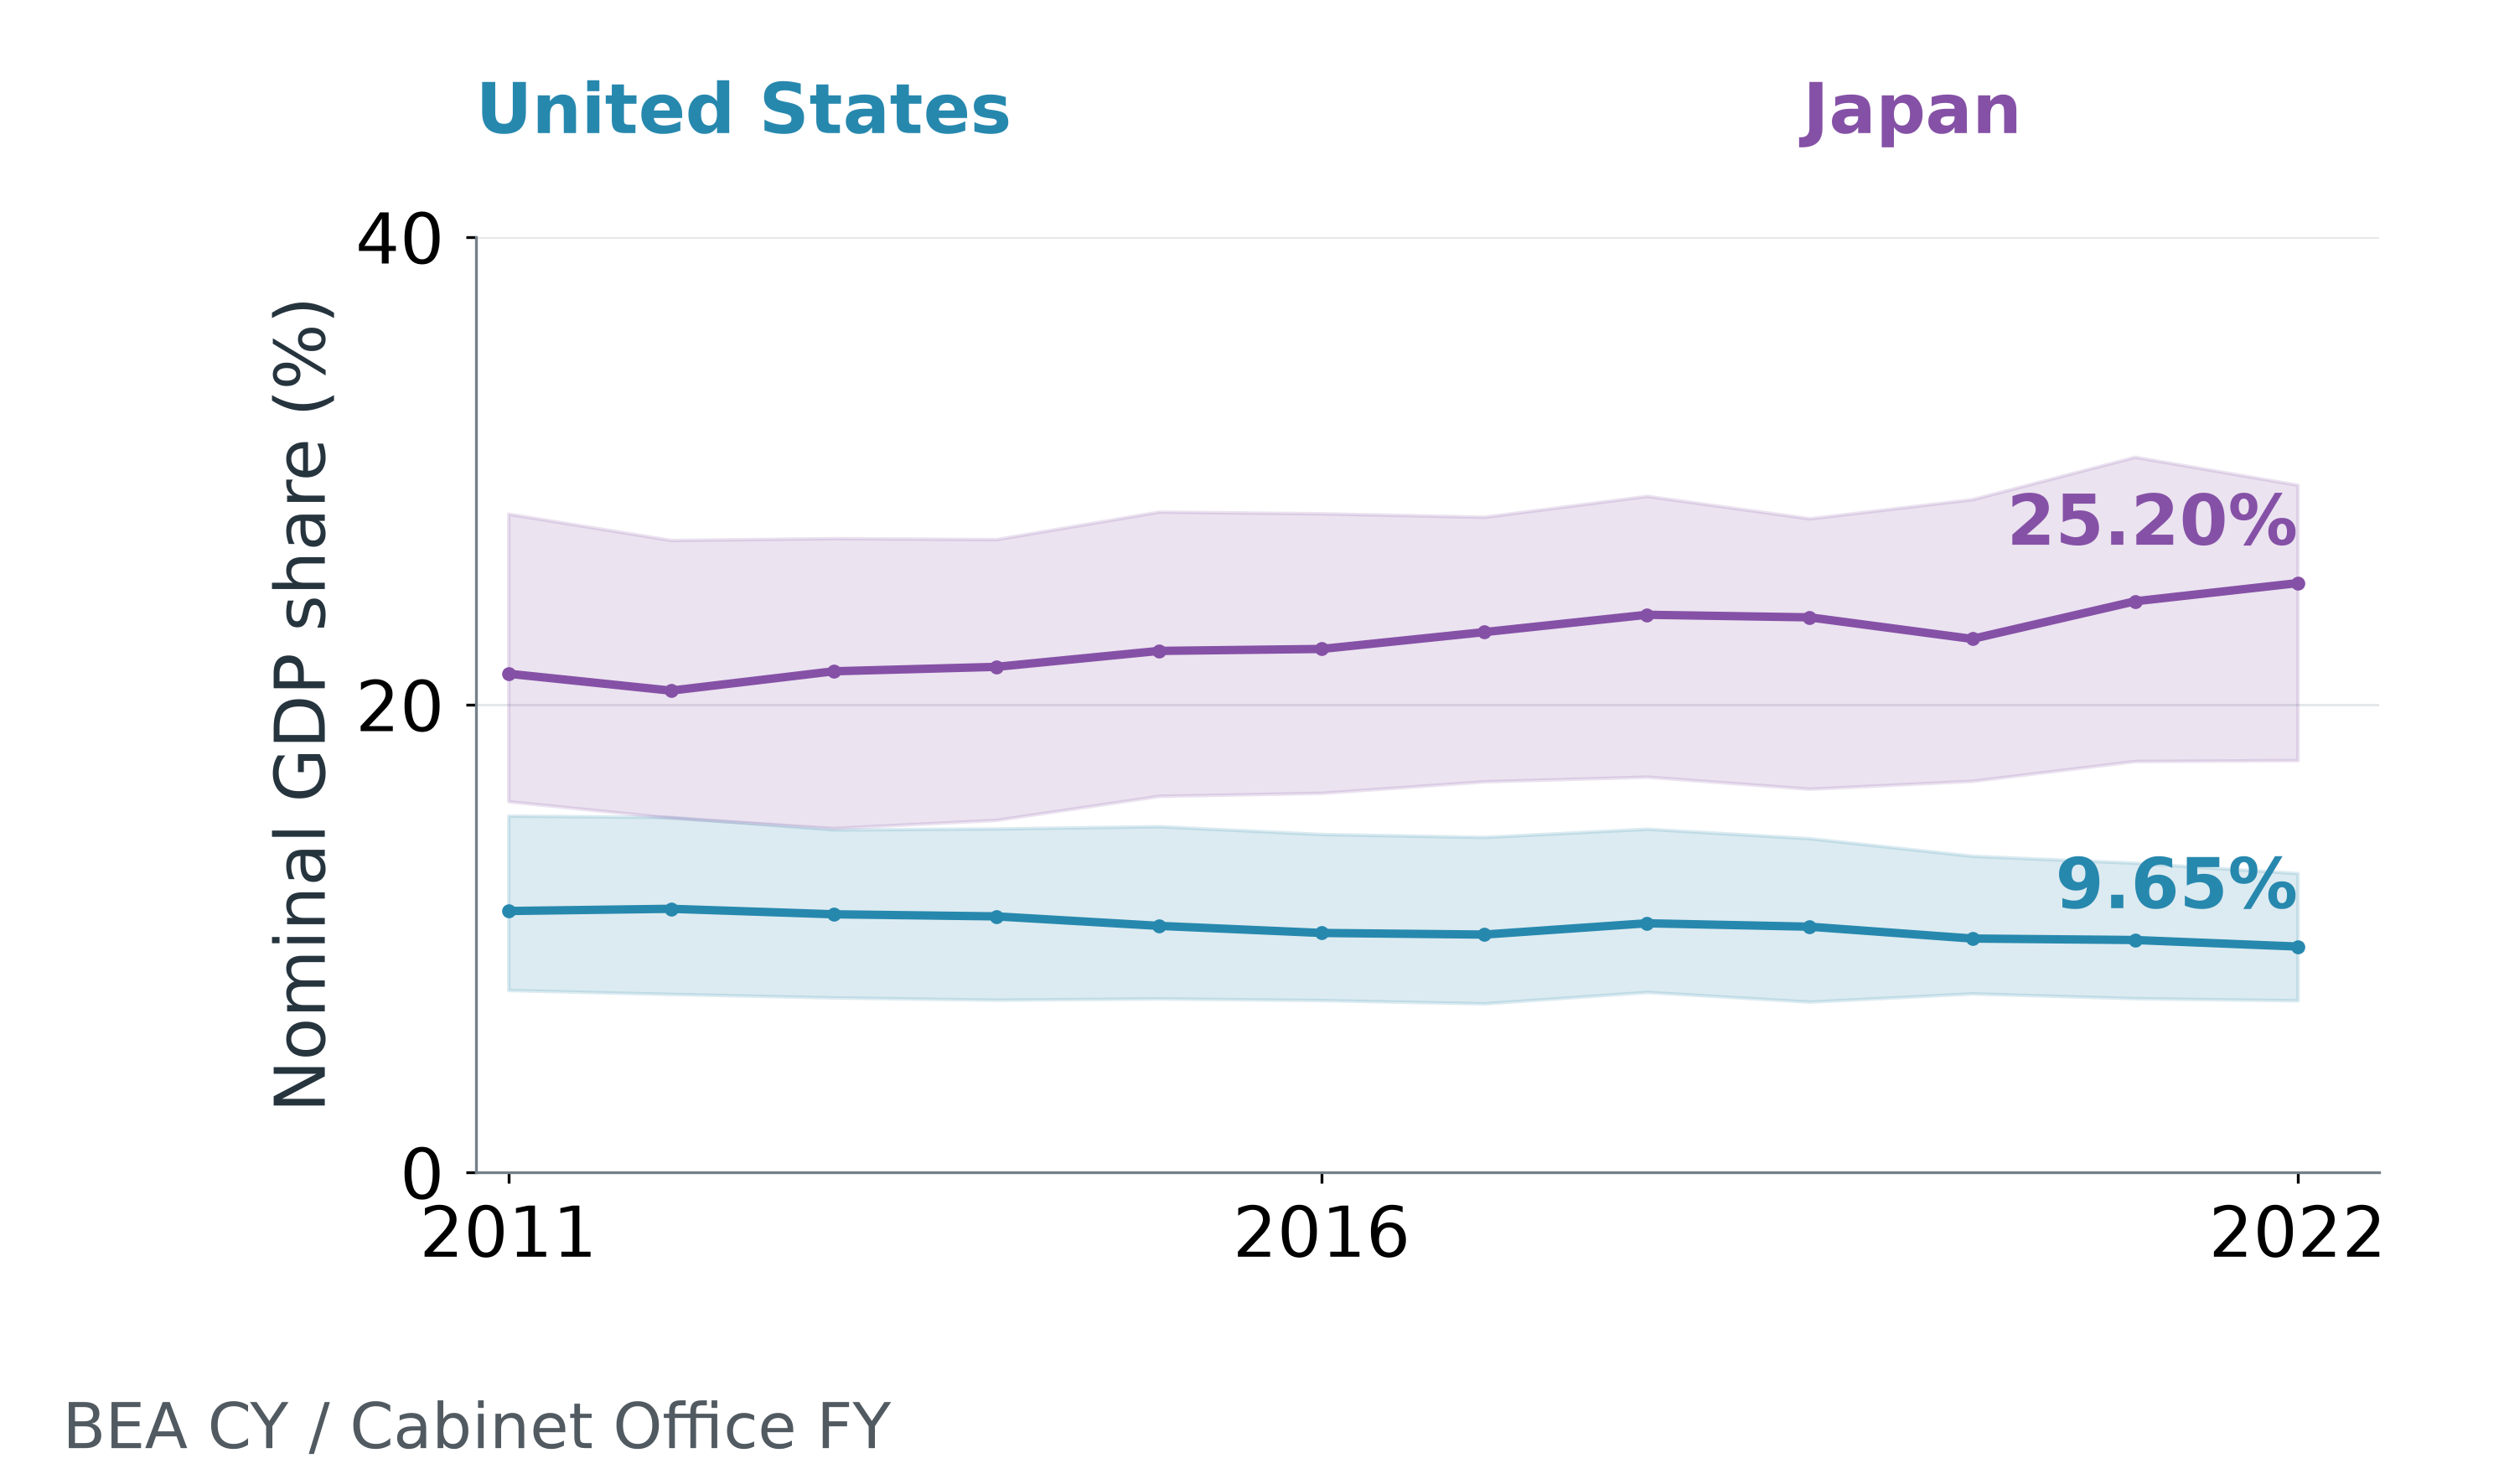 United States
Japan
Nominal GDP share (%)
40
20
0
25.20%
9.65%
2011
2016
2022
BEA CY / Cabinet Office FY